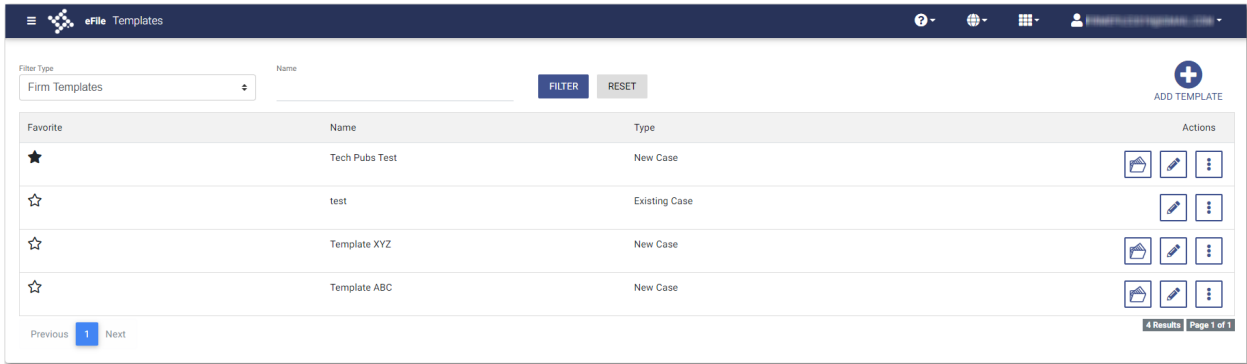 eFile Templates
Filter Type
Firm Templates
Name
FILTER
RESET
ADD TEMPLATE
Favorite Name Type Actions
Tech Pubs Test New Case
test Existing Case
Template XYZ New Case
Template ABC New Case
Previous 1 Next
4 Results Page 1 of 1